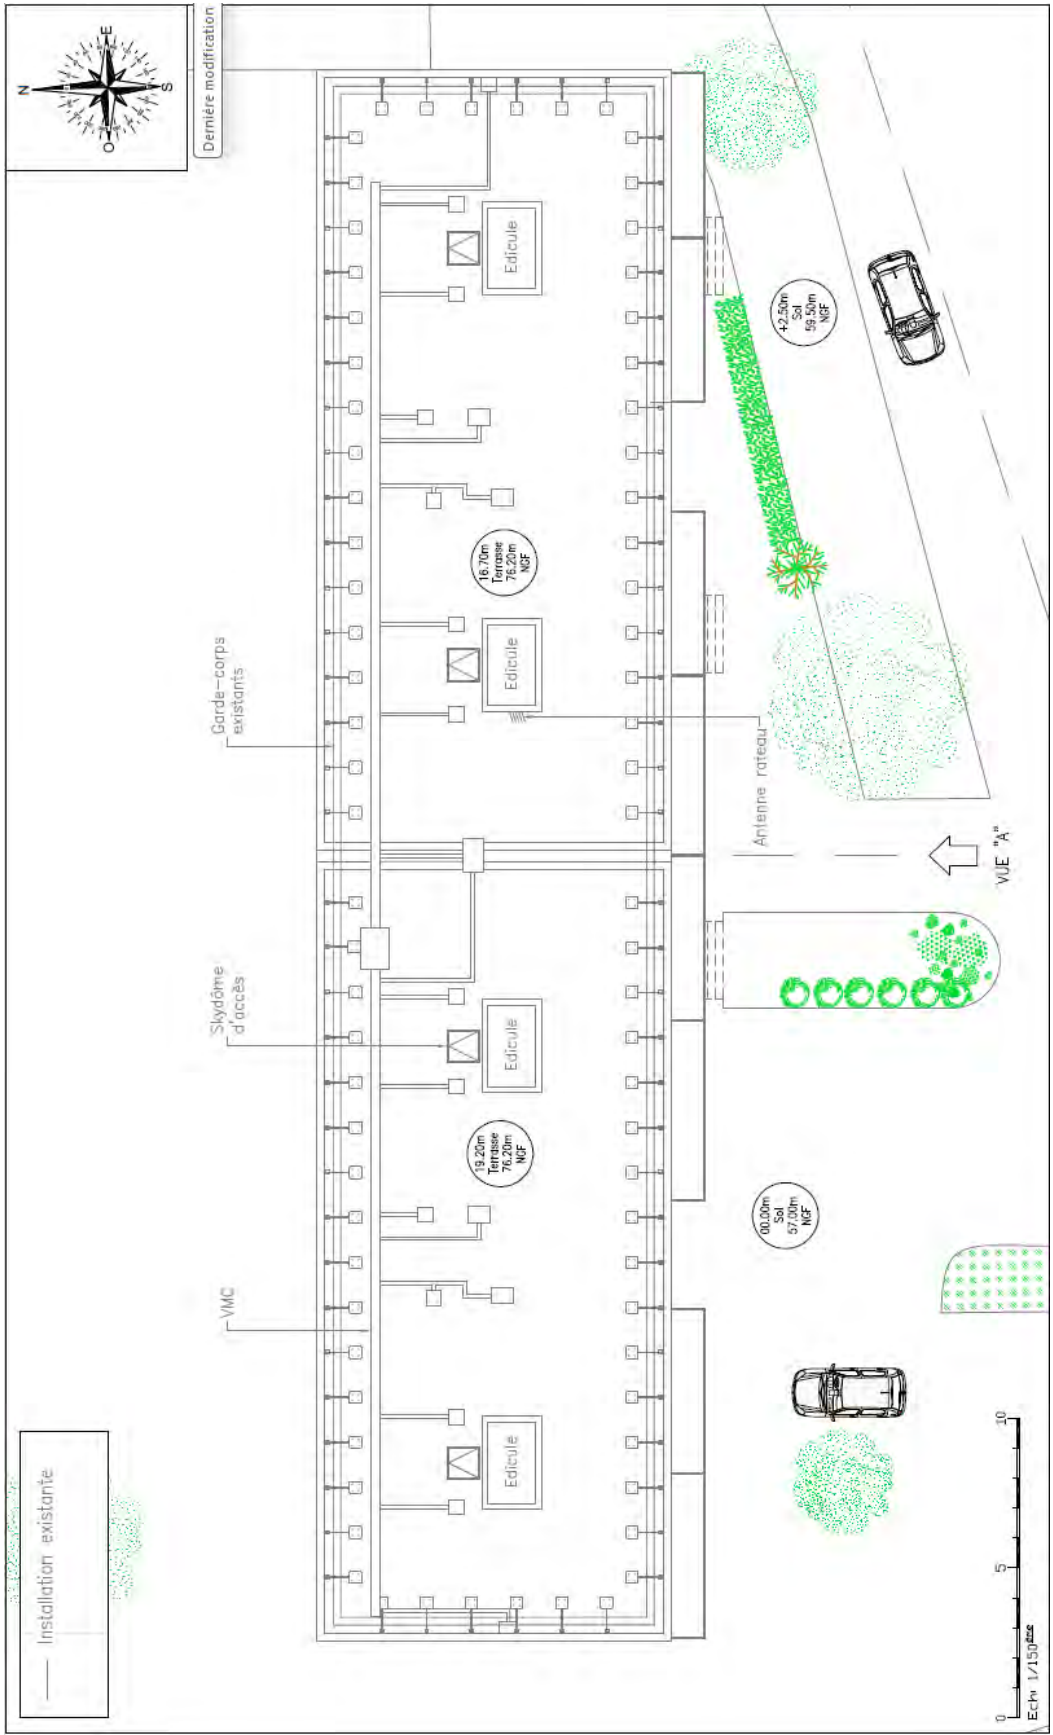 Installation existante
VMC
Skydôme
d'accès
Garde-corps
existants
Dernière modification
N
E
S
O
Edicule
Edicule
Edicule
Edicule
19.20m
Terrasse
76.20m
NGF
16.70m
Terrasse
76.20m
NGF
Antenne rateau
00.00m
Sol
57.00m
NGF
+2.50m
Sol
59.50m
NGF
VUE "A"
0
5
10
Ech: 1/150ème